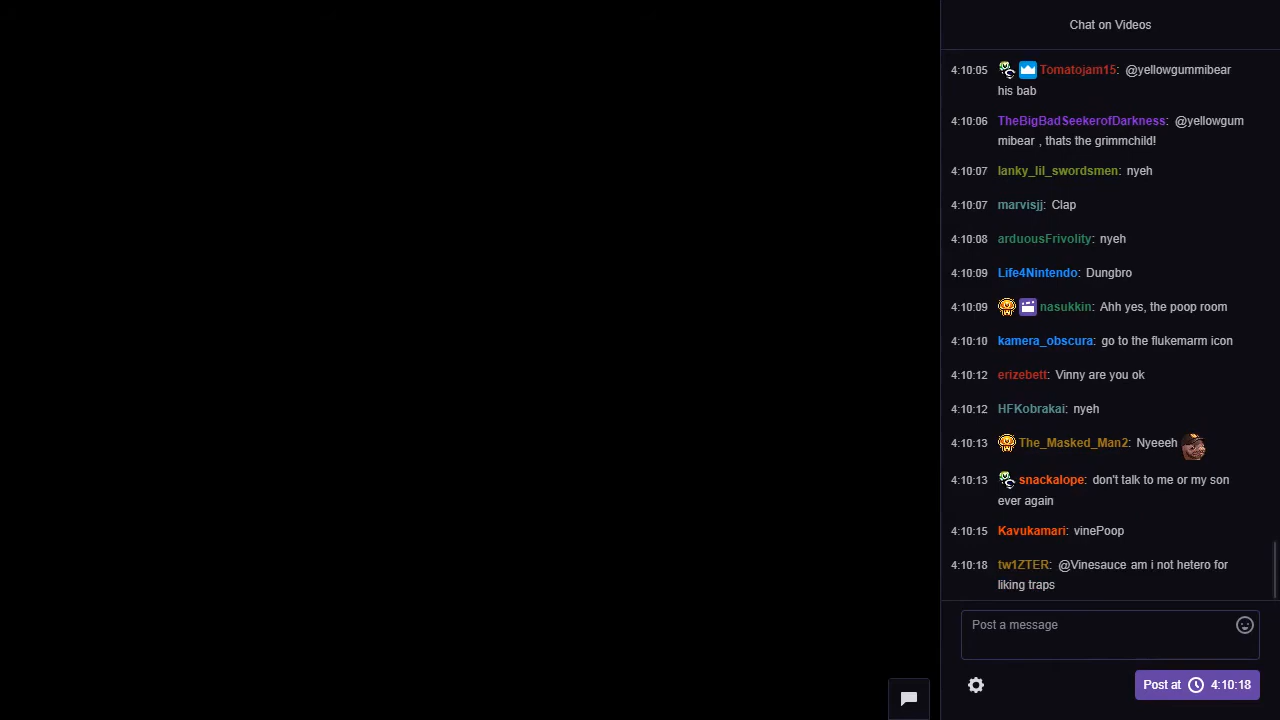 Chat on Videos
4:10:05 Tomatojam15: @yellowgummibear
his bab
4:10:06 TheBigBadSeekerofDarkness: @yellowgum
mibear , thats the grimmchild!
4:10:07 lanky_lil_swordsmen: nyeh
4:10:07 marvisjj: Clap
4:10:08 arduousFrivolity: nyeh
4:10:09 Life4Nintendo: Dungbro
4:10:09 nasukkin: Ahh yes, the poop room
4:10:10 kamera_obscura: go to the flukemarm icon
4:10:12 erizebett: Vinny are you ok
4:10:12 HFKobrakai: nyeh
4:10:13 The_Masked_Man2: Nyeeeh
4:10:13 snackalope: don't talk to me or my son
ever again
4:10:15 Kavukamari: vinePoop
4:10:18 tw1ZTER: @Vinesauce am i not hetero for
liking traps
Post a message
Post at 4:10:18